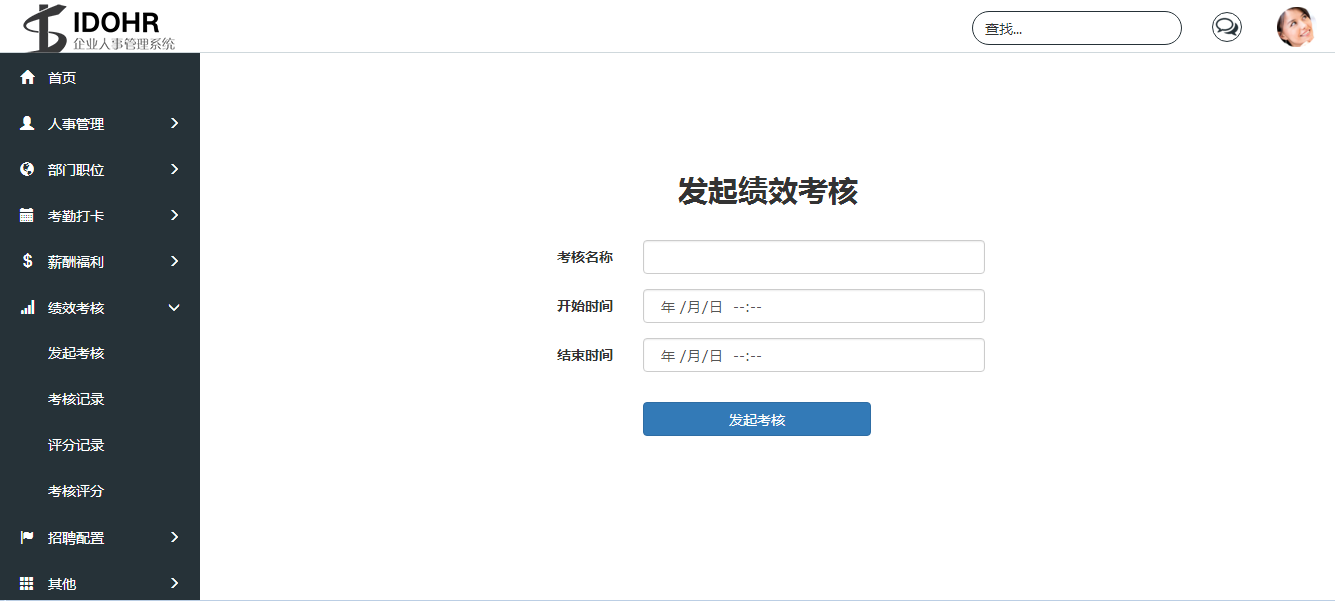 IDOHR
企业人事管理系统
查找...
首页
人事管理
部门职位
考勤打卡
薪酬福利
绩效考核
发起考核
考核记录
评分记录
考核评分
招聘配置
其他
发起绩效考核
考核名称
开始时间
年 /月/日 --:--
结束时间
年 /月/日 --:--
发起考核